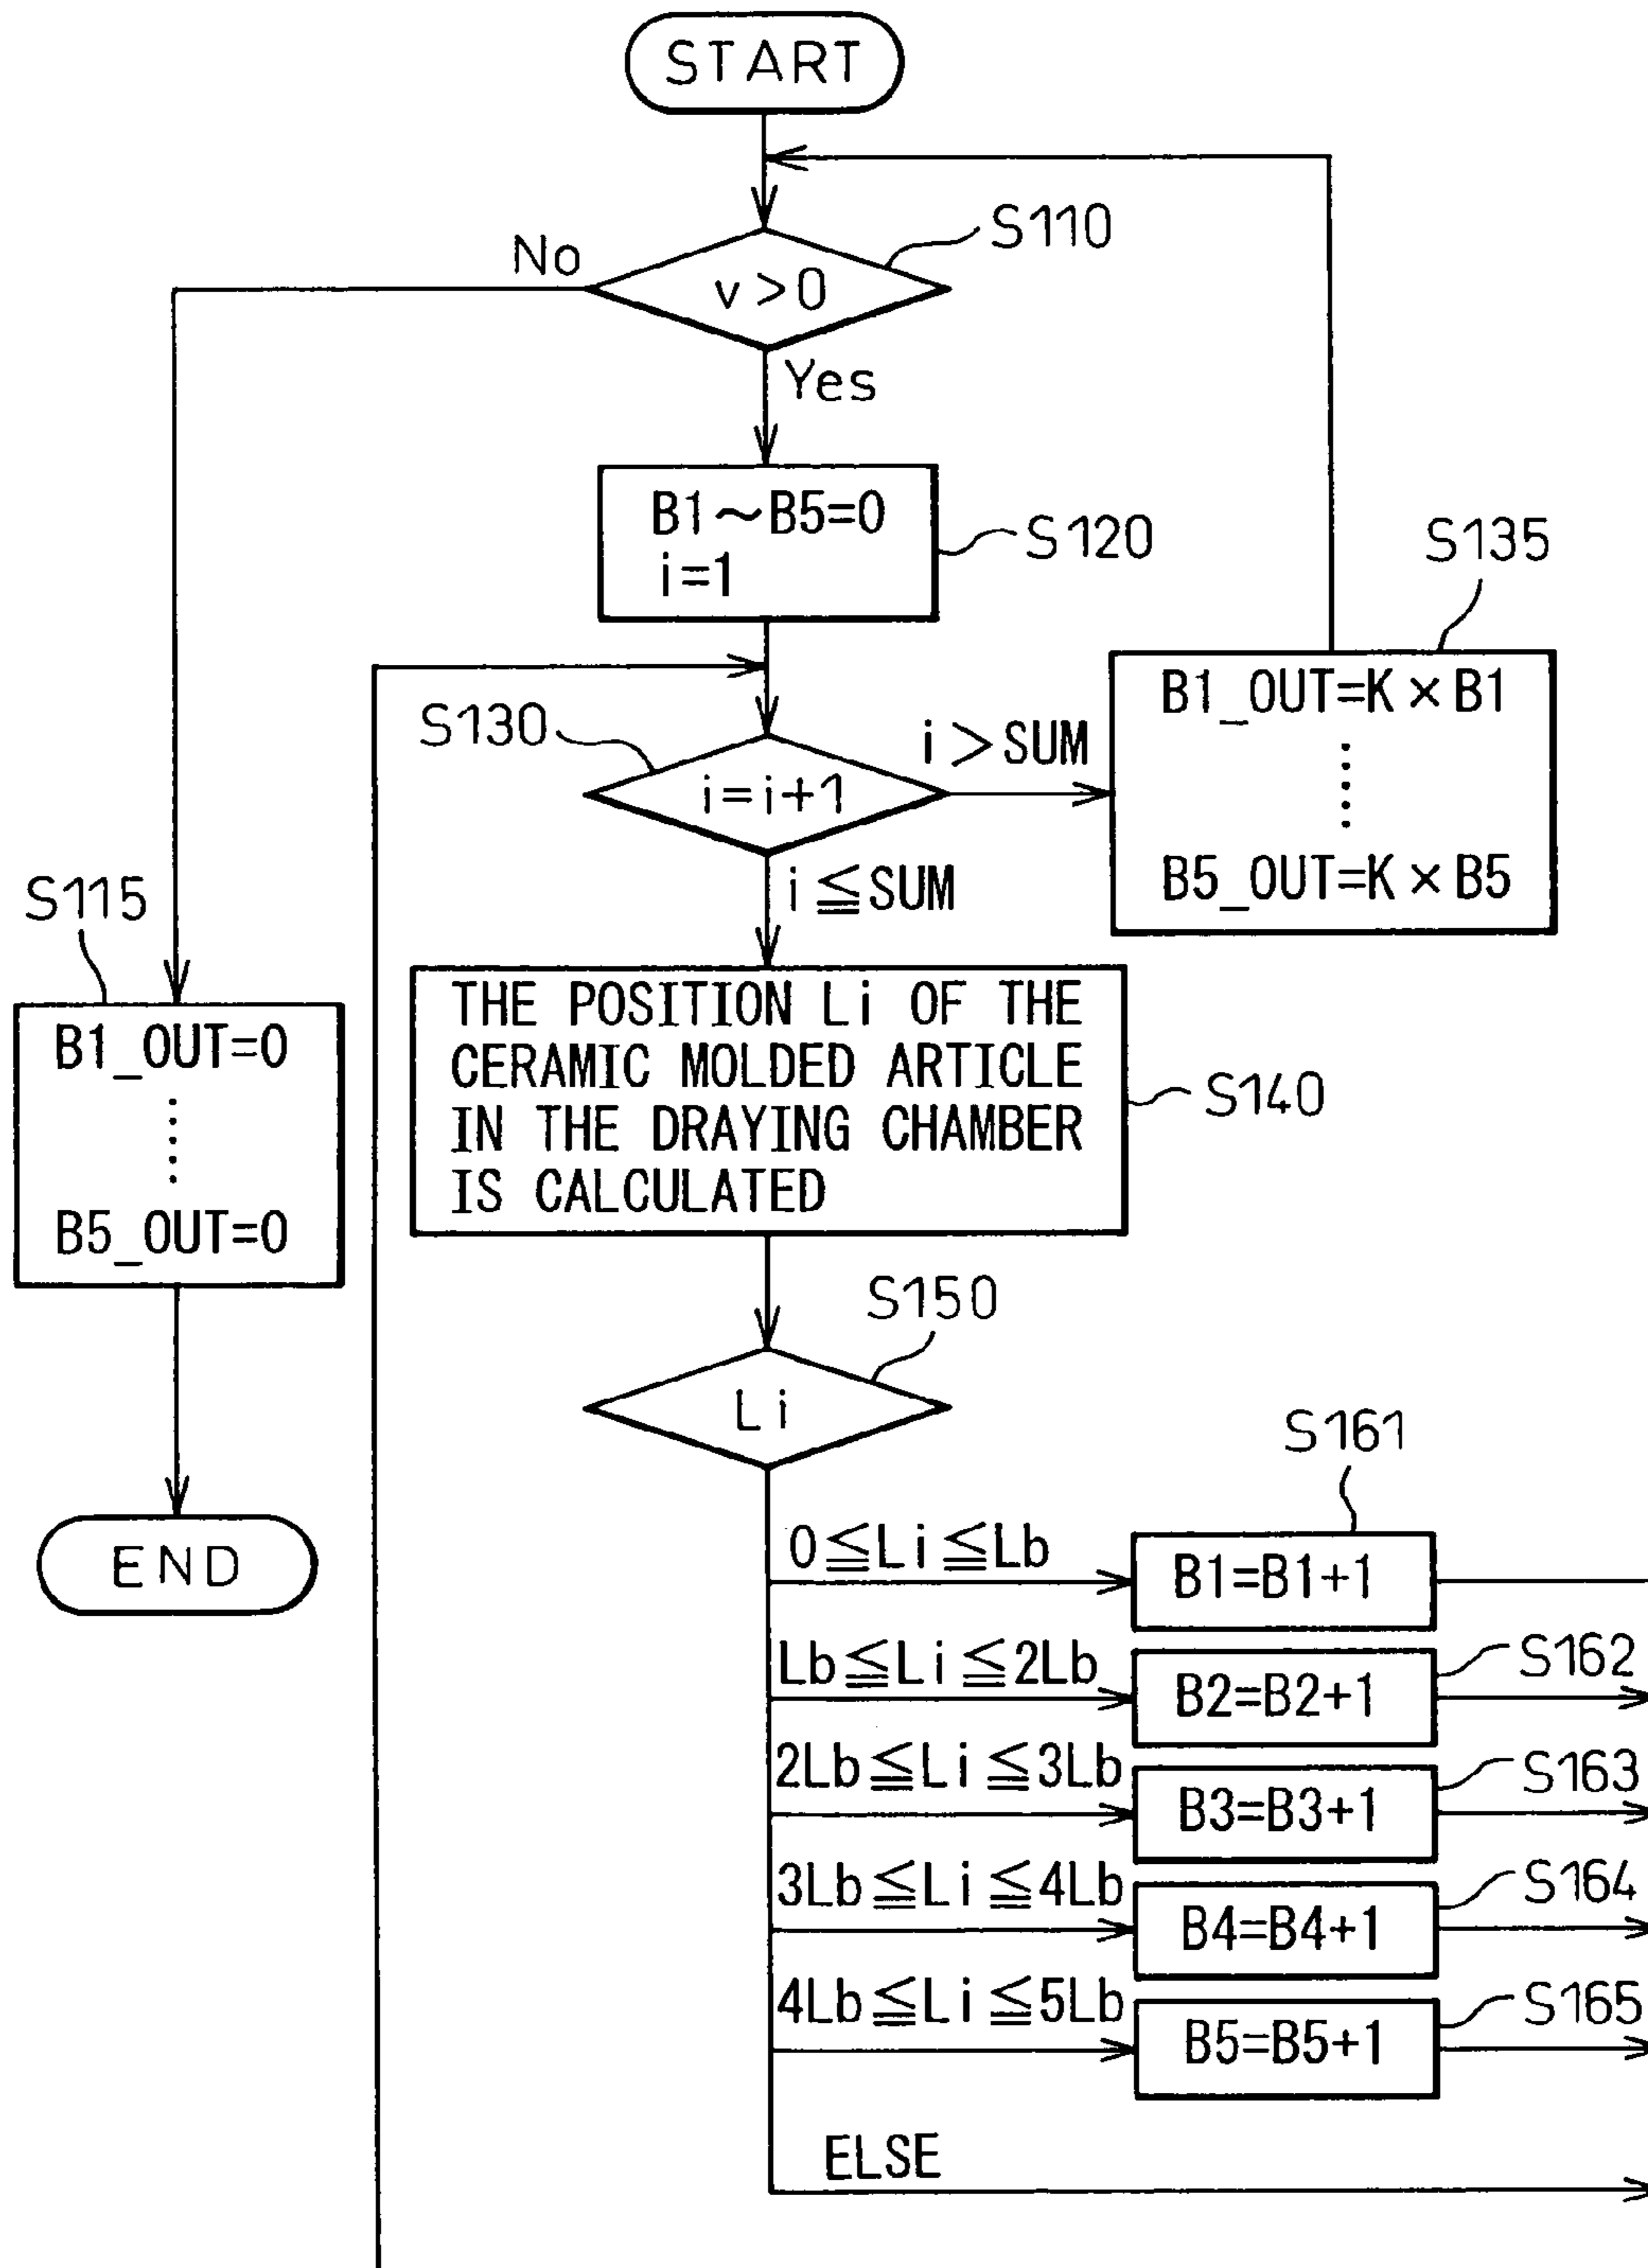 START
S110
No
v>0
Yes
B1~B5=0
i=1
S120
S135
B1_OUT=K×B1
B5_OUT=K×B5
S130
i=i+1
i>SUM
i≦SUM
S115
B1_OUT=0
B5_OUT=0
THE POSITION Li OF THE
CERAMIC MOLDED ARTICLE
IN THE DRAYING CHAMBER
IS CALCULATED
S140
S150
Li
END
S161
0≦Li≦Lb
B1=B1+1
Lb≦Li≦2Lb
B2=B2+1
S162
2Lb≦Li≦3Lb
B3=B3+1
S163
3Lb≦Li≦4Lb
B4=B4+1
S164
4Lb≦Li≦5Lb
B5=B5+1
S165
ELSE